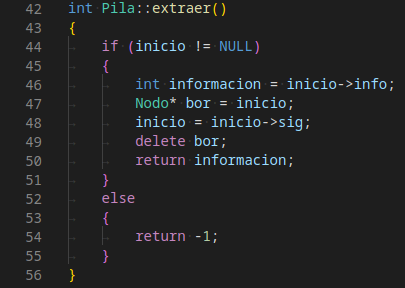 42 int Pila::extraer()
43 {
44     if (inicio != NULL)
45     {
46         int informacion = inicio->info;
47         Nodo* bor = inicio;
48         inicio = inicio->sig;
49         delete bor;
50         return informacion;
51     }
52     else
53     {
54         return -1;
55     }
56 }